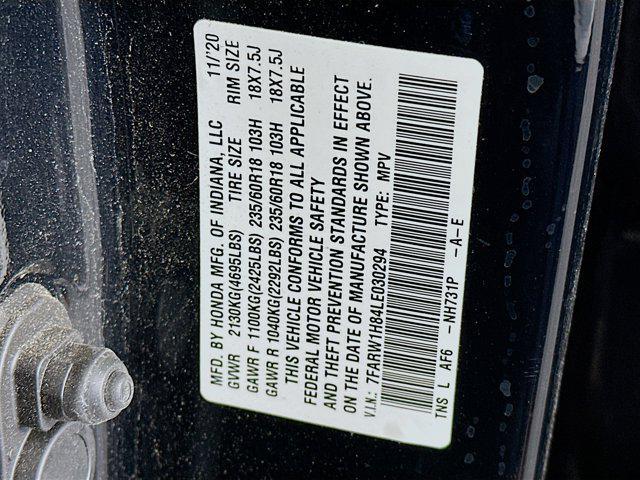 MFD. BY HONDA MFG. OF INDIANA, LLC 11/'20
GVWR 2130KG(4695LBS) TIRE SIZE RIM SIZE
GAWR F 1100KG(2425LBS) 235/60R18 103H 18X7.5J
GAWR R 1040KG(2292LBS) 235/60R18 103H 18X7.5J
THIS VEHICLE CONFORMS TO ALL APPLICABLE
FEDERAL MOTOR VEHICLE SAFETY
AND THEFT PREVENTION STANDARDS IN EFFECT
ON THE DATE OF MANUFACTURE SHOWN ABOVE.
V.I.N.: 7FARW1H84LE030294 TYPE: MPV
TNS L AF6 -NH731P -A-E